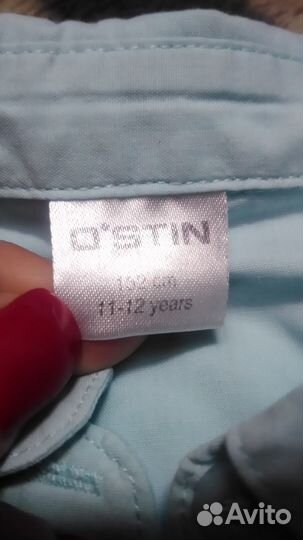 O'STIN
152 cm
11-12 years
Avito